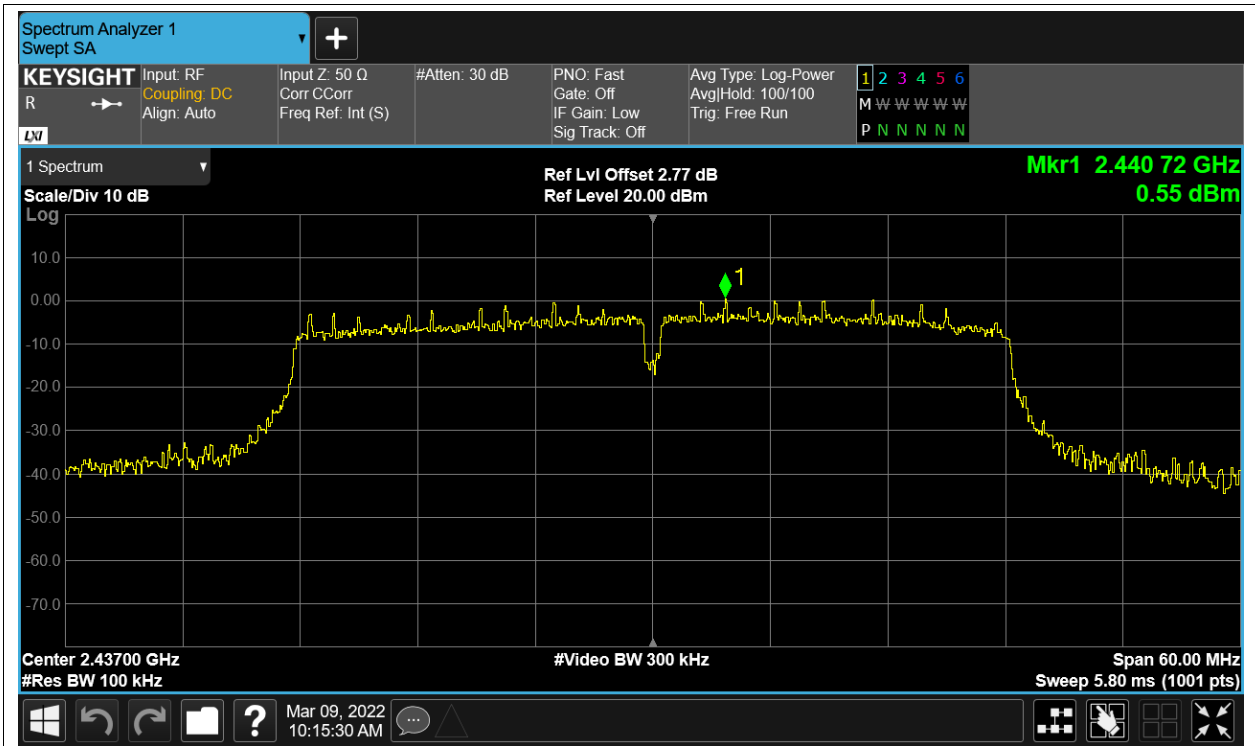 Spectrum Analyzer 1
Swept SA
KEYSIGHT
R
LXI
Input: RF
Coupling: DC
Align: Auto
Input Z: 50 Ω
Corr CCorr
Freq Ref: Int (S)
#Atten: 30 dB
PNO: Fast
Gate: Off
IF Gain: Low
Sig Track: Off
Avg Type: Log-Power
Avg|Hold: 100/100
Trig: Free Run
1 2 3 4 5 6
M W W W W W
P N N N N N
1 Spectrum
Scale/Div 10 dB
Ref Lvl Offset 2.77 dB
Ref Level 20.00 dBm
Mkr1 2.440 72 GHz
0.55 dBm
Log
10.0
0.00
-10.0
-20.0
-30.0
-40.0
-50.0
-60.0
-70.0
1
Center 2.43700 GHz
#Res BW 100 kHz
#Video BW 300 kHz
Span 60.00 MHz
Sweep 5.80 ms (1001 pts)
?
Mar 09, 2022
10:15:30 AM